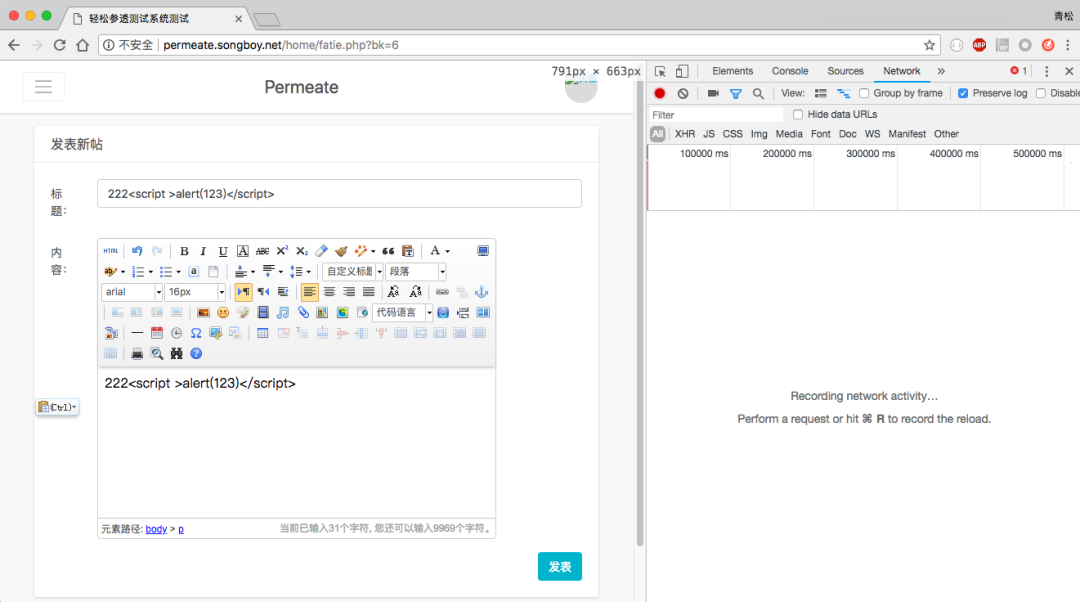 轻松参透测试系统测试
青松
不安全
permeate.songboy.net/home/fatie.php?bk=6
ABP
791px × 663px
Permeate
发表新帖
标
题:
222<script >alert(123)</script>
内
容:
HTML
B I U A ABC X² X₂ A
ab a 自定义标题 段落
arial 16px
代码语言
222<script >alert(123)</script>
(Ctrl)
元素路径: body > p
当前已输入31个字符, 您还可以输入9969个字符。
发表
Elements Console Sources Network » 1
View: Group by frame Preserve log Disable
Filter
Hide data URLs
All XHR JS CSS Img Media Font Doc WS Manifest Other
100000 ms 200000 ms 300000 ms 400000 ms 500000 ms
Recording network activity…
Perform a request or hit ⌘ R to record the reload.